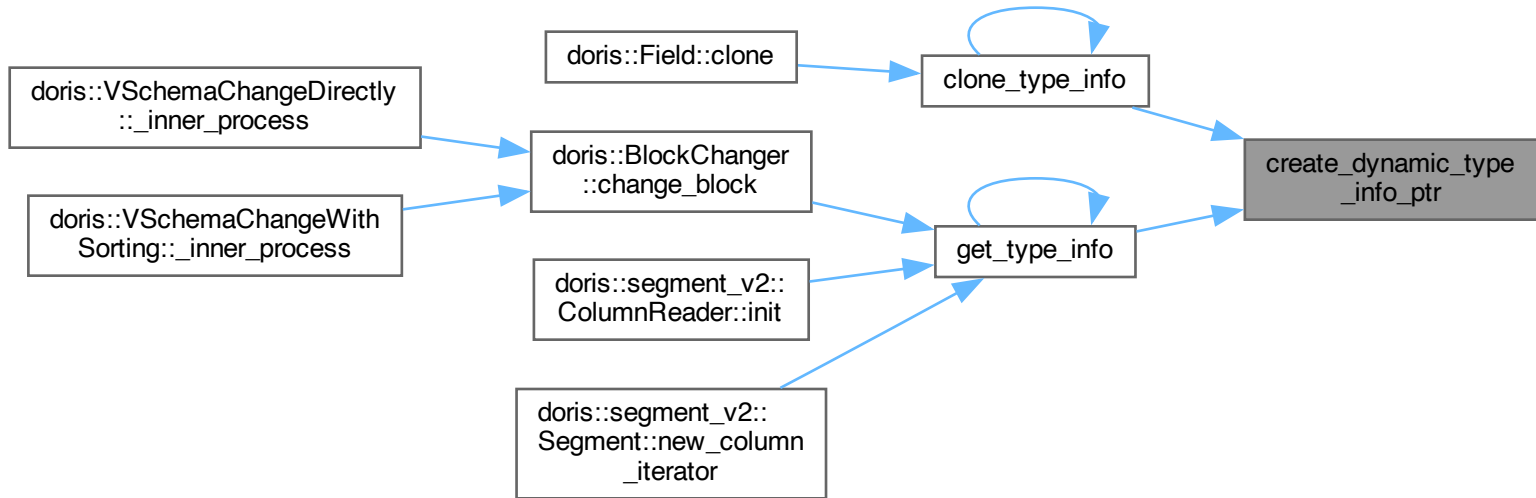 doris::Field::clone
clone_type_info
doris::VSchemaChangeDirectly
::_inner_process
doris::BlockChanger
::change_block
create_dynamic_type
_info_ptr
doris::VSchemaChangeWith
Sorting::_inner_process
get_type_info
doris::segment_v2::
ColumnReader::init
doris::segment_v2::
Segment::new_column
_iterator